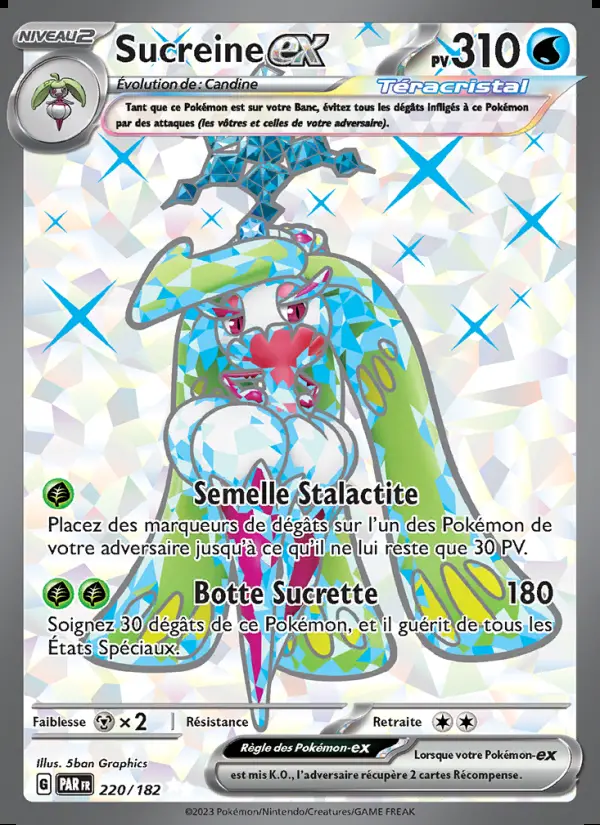 NIVEAU 2
Sucreine ex
PV 310
Évolution de : Candine
Téracristal
Tant que ce Pokémon est sur votre Banc, évitez tous les dégâts infligés à ce Pokémon
par des attaques (les vôtres et celles de votre adversaire).
Semelle Stalactite
Placez des marqueurs de dégâts sur l'un des Pokémon de
votre adversaire jusqu'à ce qu'il ne lui reste que 30 PV.
Botte Sucrette 180
Soignez 30 dégâts de ce Pokémon, et il guérit de tous les
États Spéciaux.
Faiblesse ×2 Résistance Retraite
Illus. 5ban Graphics
Règle des Pokémon-ex Lorsque votre Pokémon-ex
est mis K.O., l'adversaire récupère 2 cartes Récompense.
G PAR FR 220/182
©2023 Pokémon/Nintendo/Creatures/GAME FREAK